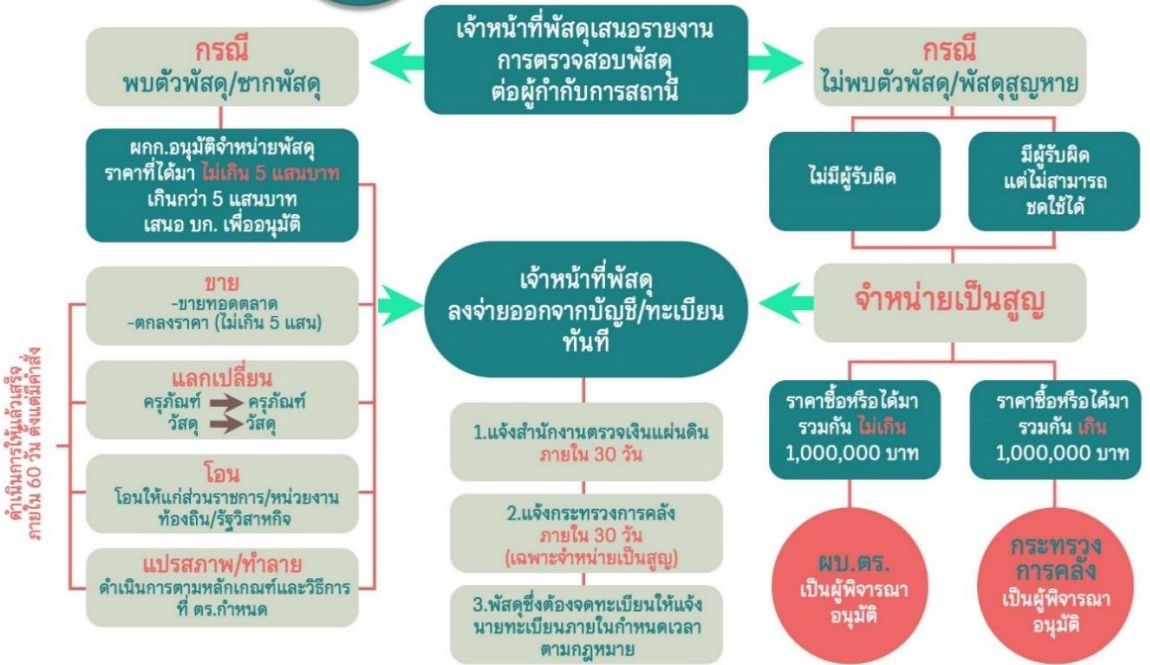 เจ้าหน้าที่พัสดุเสนอรายงาน
การตรวจสอบพัสดุ
ต่อผู้กำกับการสถานี
กรณี
พบตัวพัสดุ/ซากพัสดุ
ผกก.อนุมัติจำหน่ายพัสดุ
ราคาที่ได้มา ไม่เกิน 5 แสนบาท
เกินกว่า 5 แสนบาท
เสนอ บก. เพื่ออนุมัติ
ขาย
-ขายทอดตลาด
-ตกลงราคา (ไม่เกิน 5 แสน)
แลกเปลี่ยน
ครุภัณฑ์ ครุภัณฑ์
วัสดุ วัสดุ
โอน
โอนให้แก่ส่วนราชการ/หน่วยงาน
ท้องถิ่น/รัฐวิสาหกิจ
แปรสภาพ/ทำลาย
ดำเนินการตามหลักเกณฑ์และวิธีการ
ที่ ตร.กำหนด
ดำเนินการให้แล้วเสร็จ
ภายใน 60 วัน ตั้งแต่มีคำสั่ง
เจ้าหน้าที่พัสดุ
ลงจ่ายออกจากบัญชี/ทะเบียน
ทันที
1.แจ้งสำนักงานตรวจเงินแผ่นดิน
ภายใน 30 วัน
2.แจ้งกระทรวงการคลัง
ภายใน 30 วัน
(เฉพาะจำหน่ายเป็นสูญ)
3.พัสดุซึ่งต้องจดทะเบียนให้แจ้ง
นายทะเบียนภายในกำหนดเวลา
ตามกฎหมาย
กรณี
ไม่พบตัวพัสดุ/พัสดุสูญหาย
ไม่มีผู้รับผิด
มีผู้รับผิด
แต่ไม่สามารถ
ชดใช้ได้
จำหน่ายเป็นสูญ
ราคาซื้อหรือได้มา
รวมกัน ไม่เกิน
1,000,000 บาท
ราคาซื้อหรือได้มา
รวมกัน เกิน
1,000,000 บาท
ผบ.ตร.
เป็นผู้พิจารณา
อนุมัติ
กระทรวง
การคลัง
เป็นผู้พิจารณา
อนุมัติ